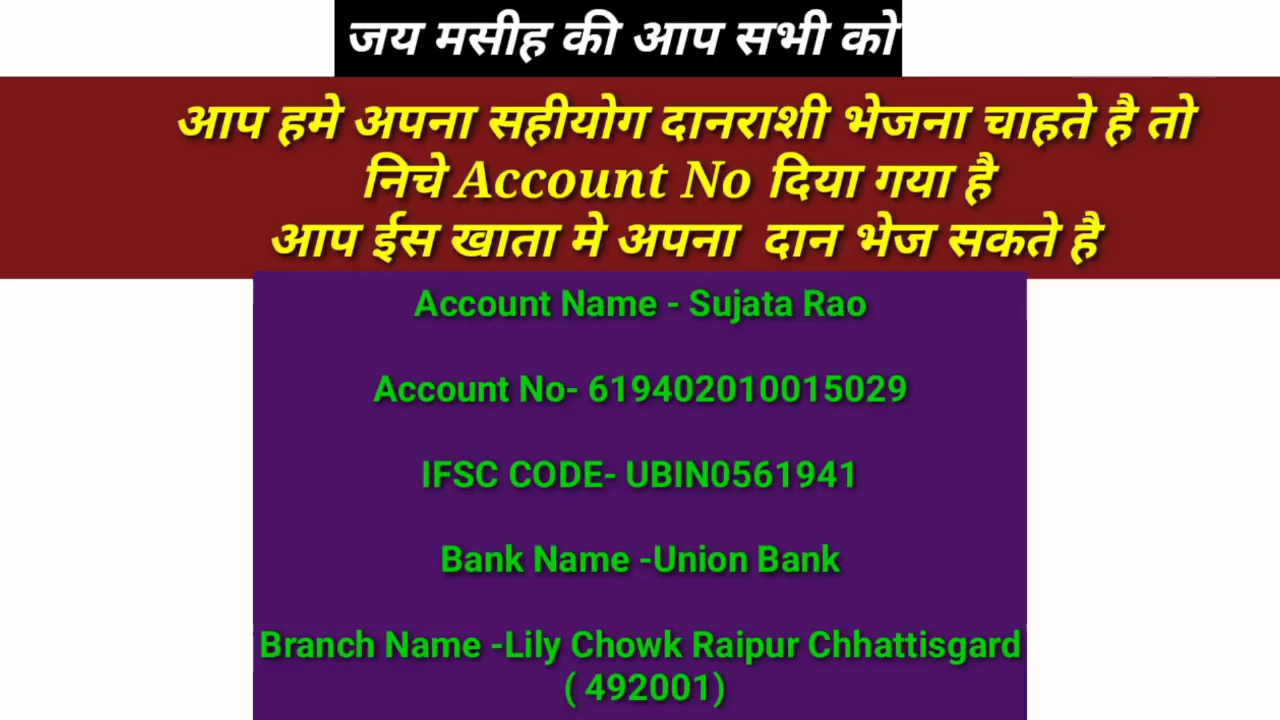 जय मसीह की आप सभी को
आप हमे अपना सहीयोग दानराशी भेजना चाहते है तो
निचे Account No दिया गया है
आप ईस खाता मे अपना दान भेज सकते है
Account Name - Sujata Rao
Account No- 619402010015029
IFSC CODE- UBIN0561941
Bank Name -Union Bank
Branch Name -Lily Chowk Raipur Chhattisgard
( 492001)